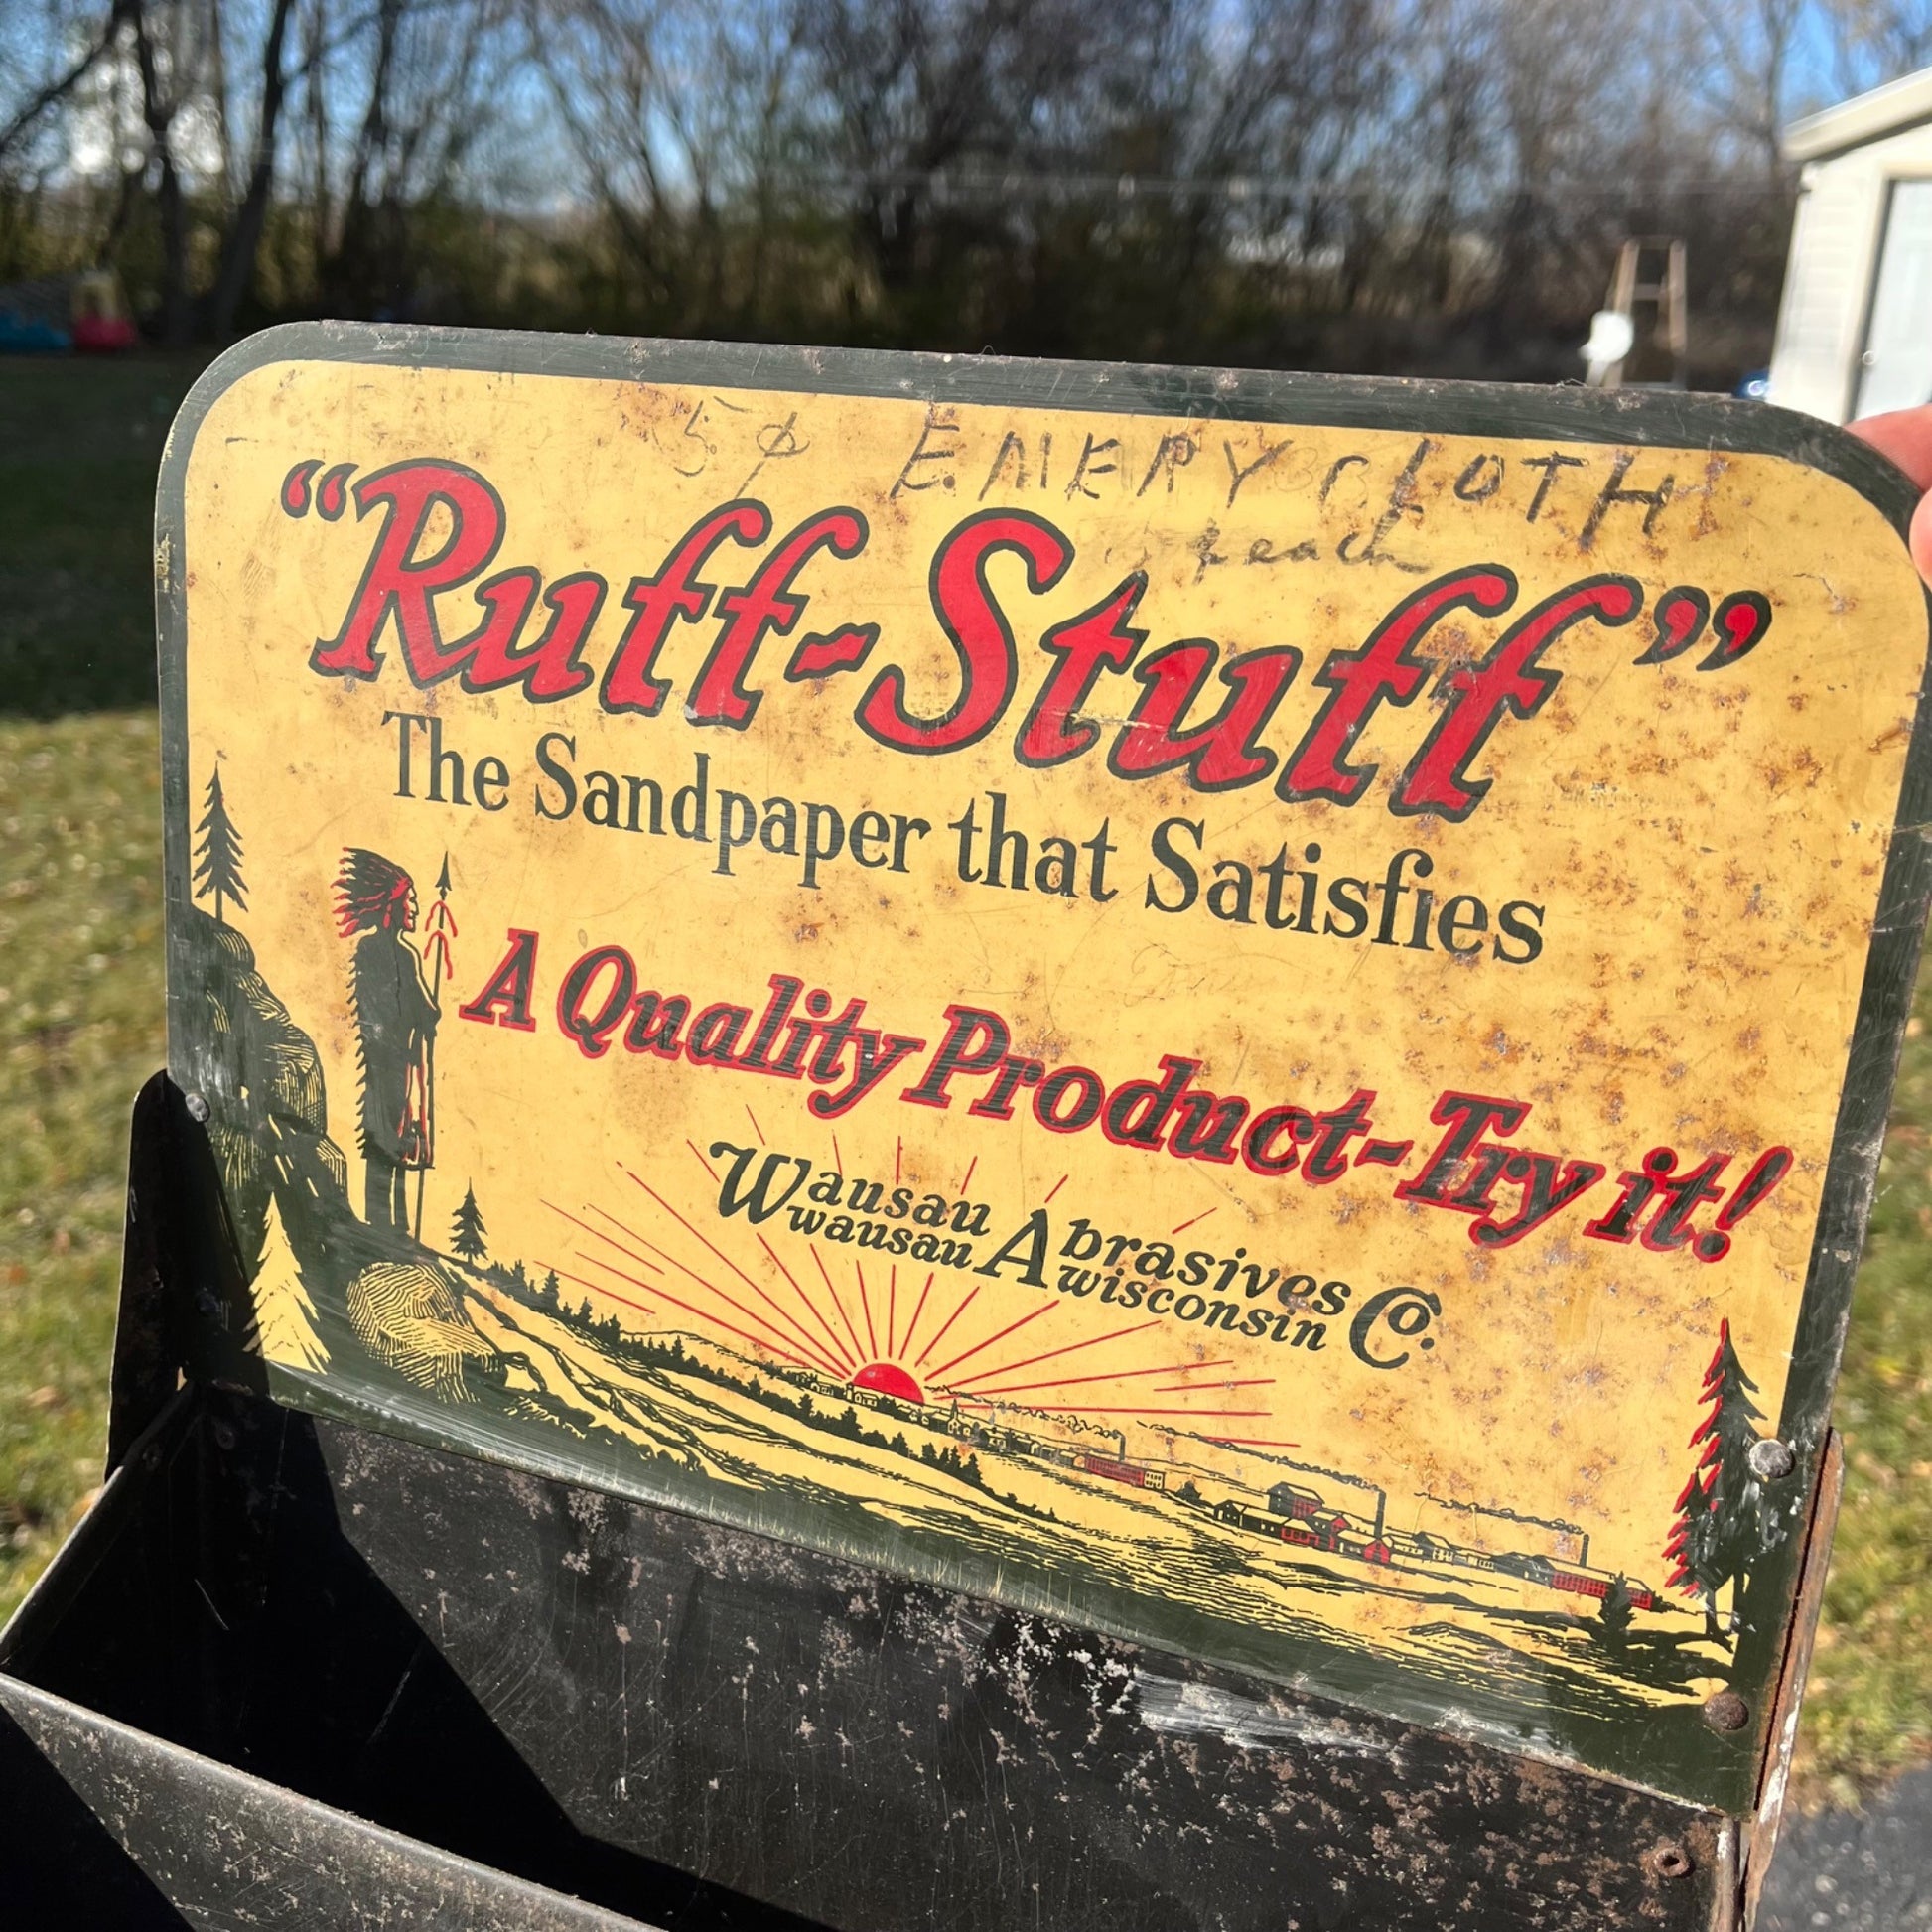 5¢ EMERY CLOTH
each
"Ruff-Stuff"
The Sandpaper that Satisfies
A Quality Product-Try it!
Wausau Abrasives Co.
wausau wisconsin